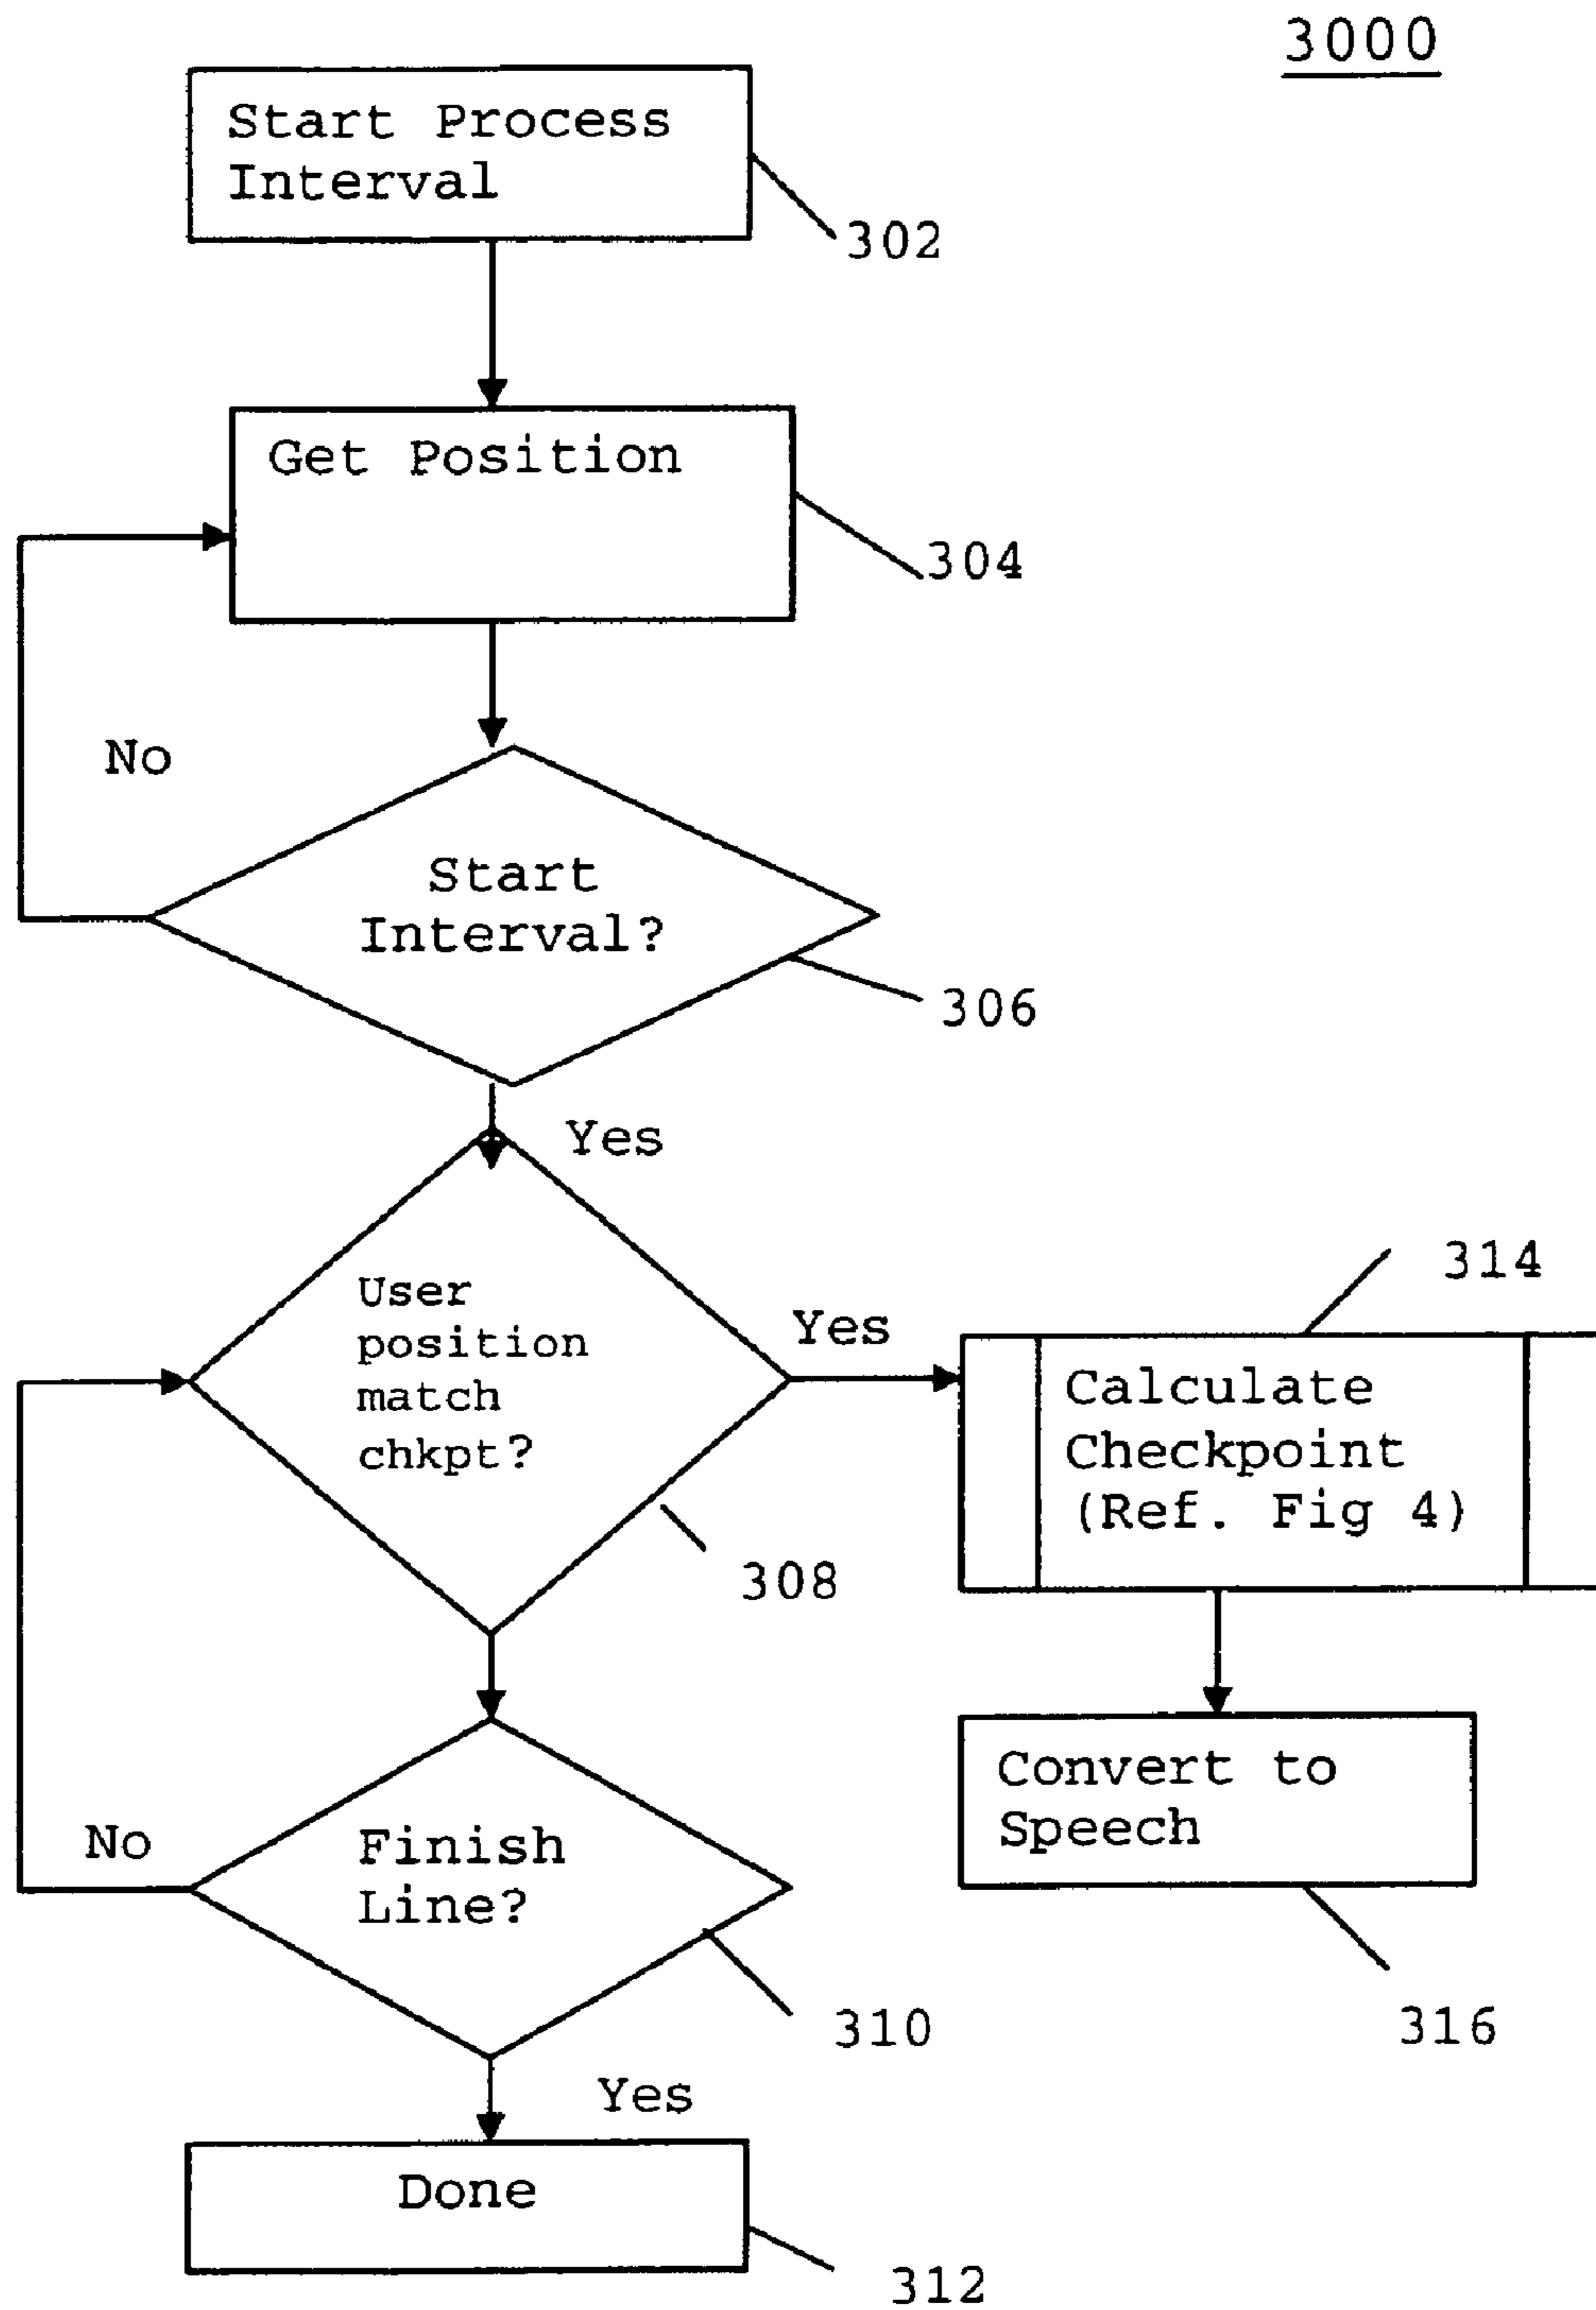 3000
Start Process
Interval
302
Get Position
304
No
Start
Interval?
306
Yes
User
position
match
chkpt?
308
Yes
314
Calculate
Checkpoint
(Ref. Fig 4)
Convert to
Speech
316
No
Finish
Line?
310
Yes
Done
312